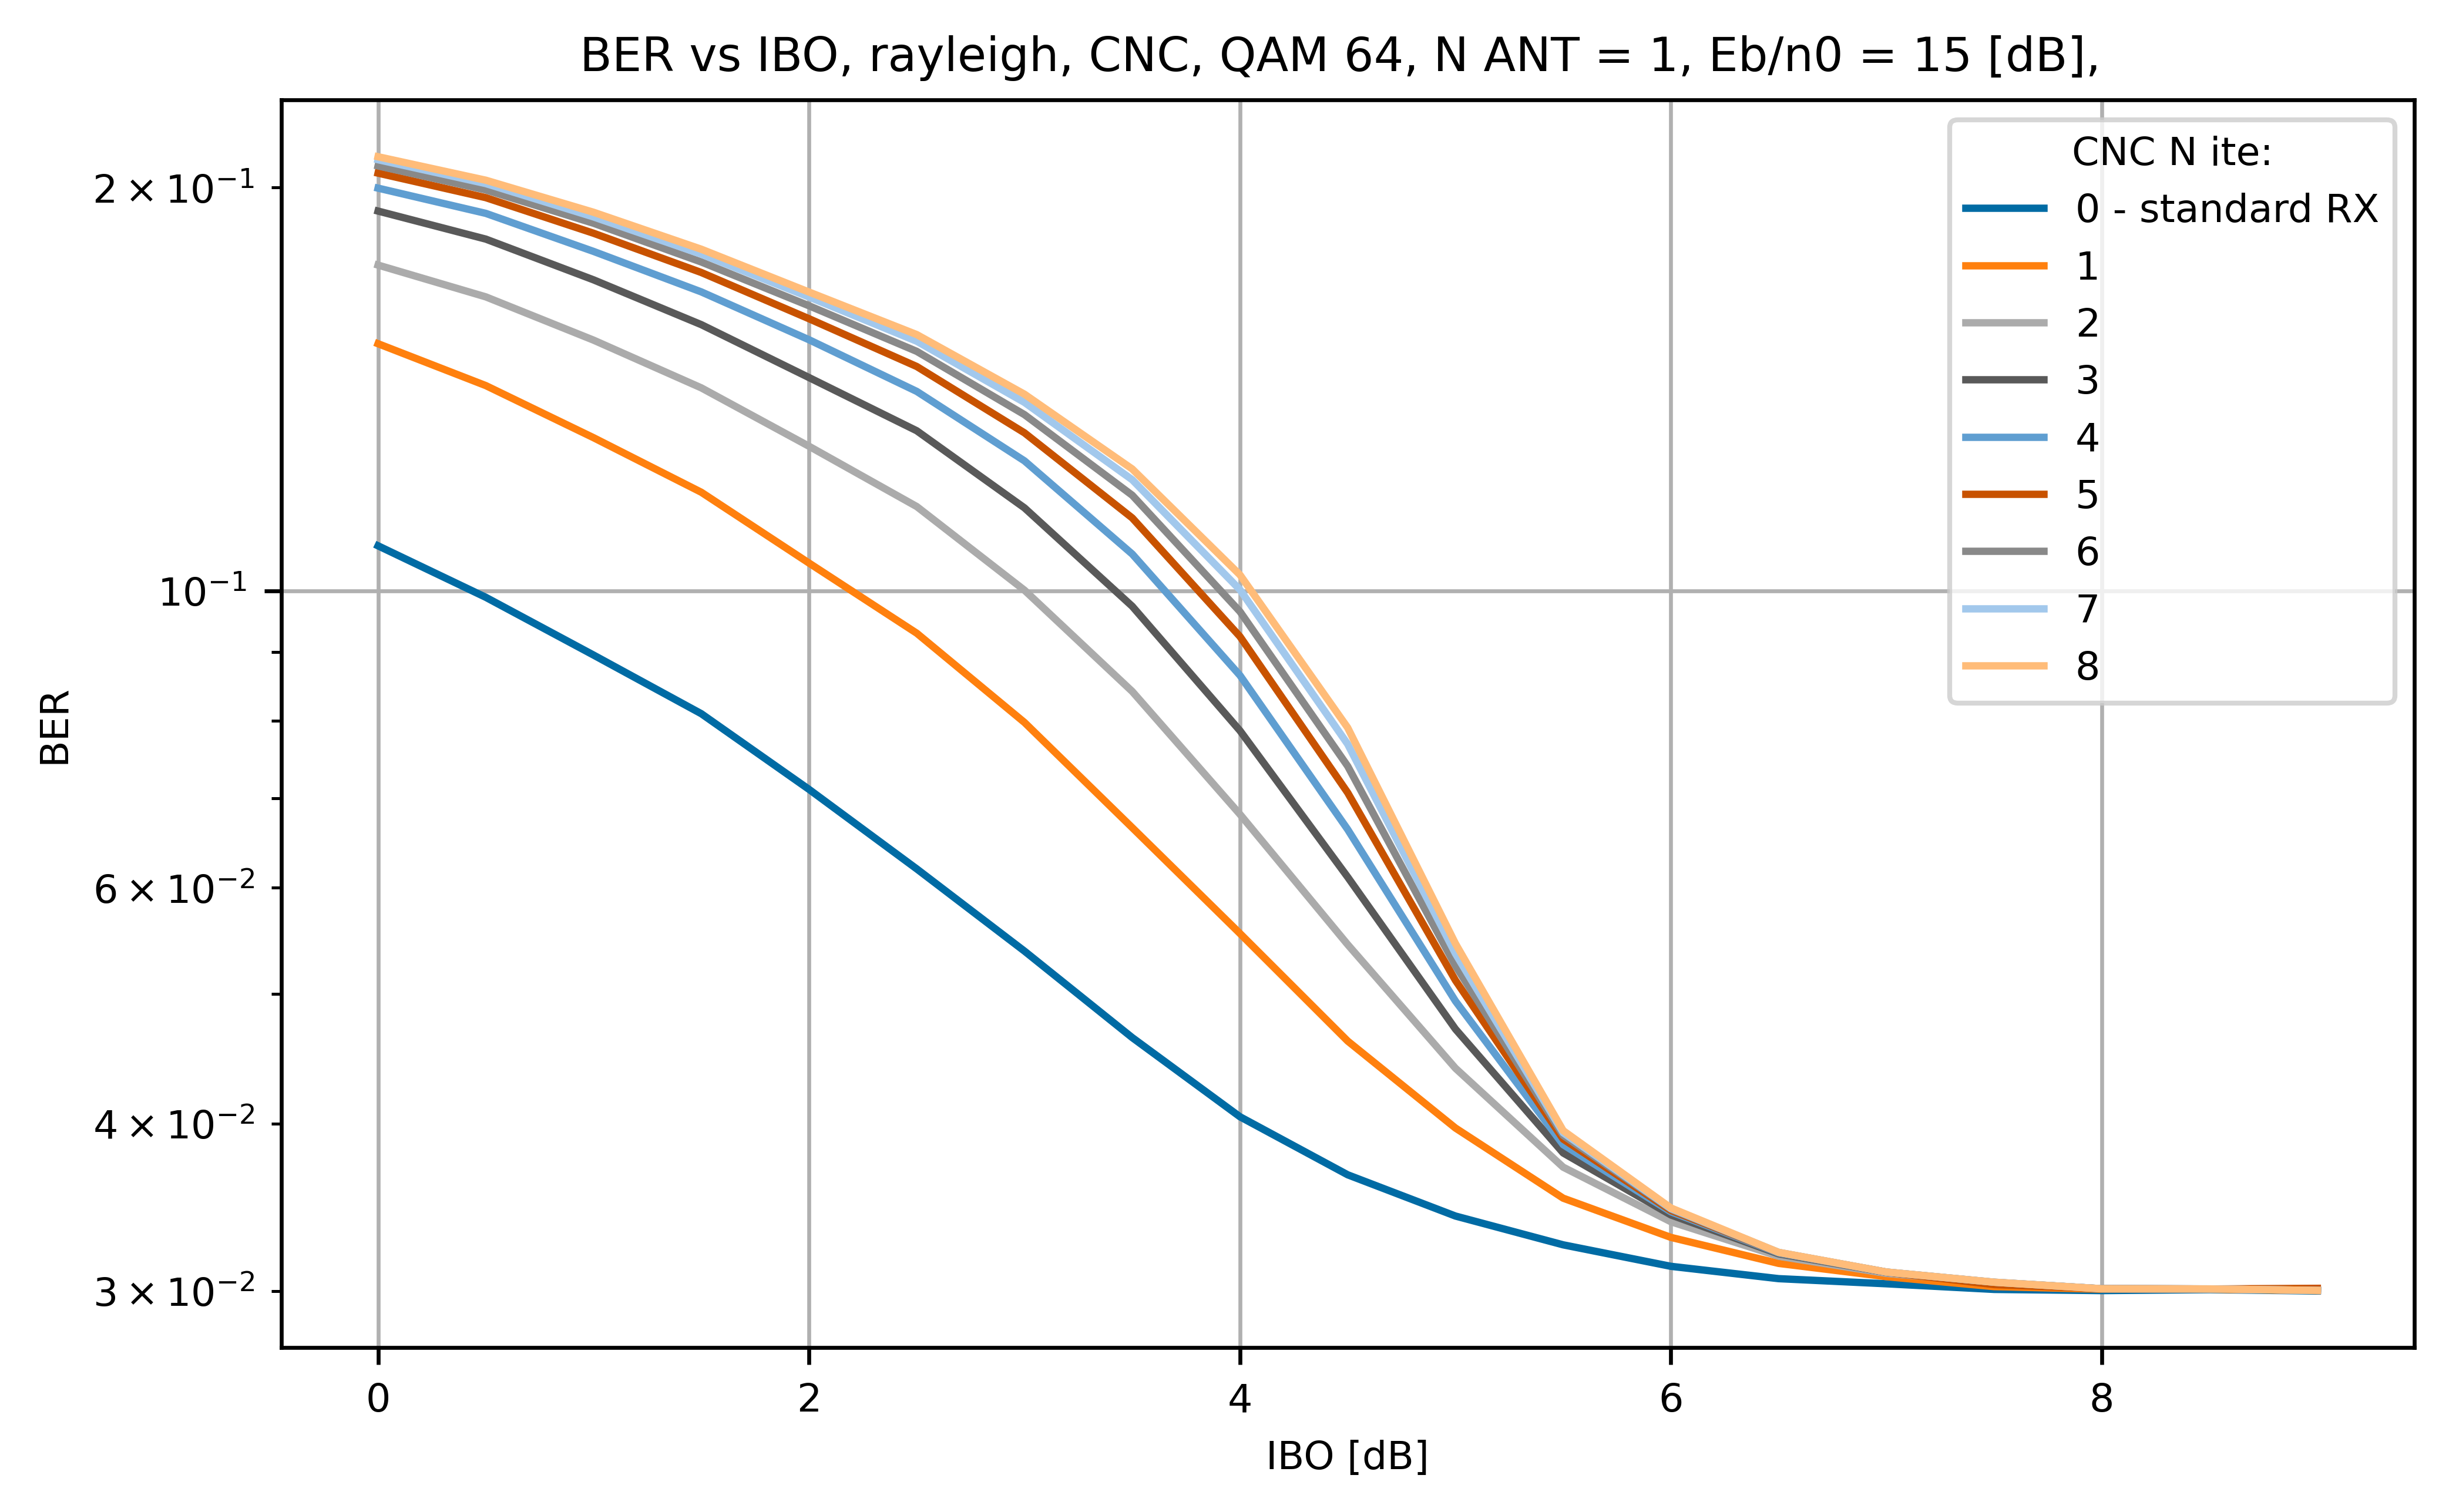 BER vs IBO, rayleigh, CNC, QAM 64, N ANT = 1, Eb/n0 = 15 [dB],
CNC N ite:
0 - standard RX
1
2
3
4
5
6
7
8
BER
2 × 10⁻¹
10⁻¹
6 × 10⁻²
4 × 10⁻²
3 × 10⁻²
0 2 4 6 8
IBO [dB]